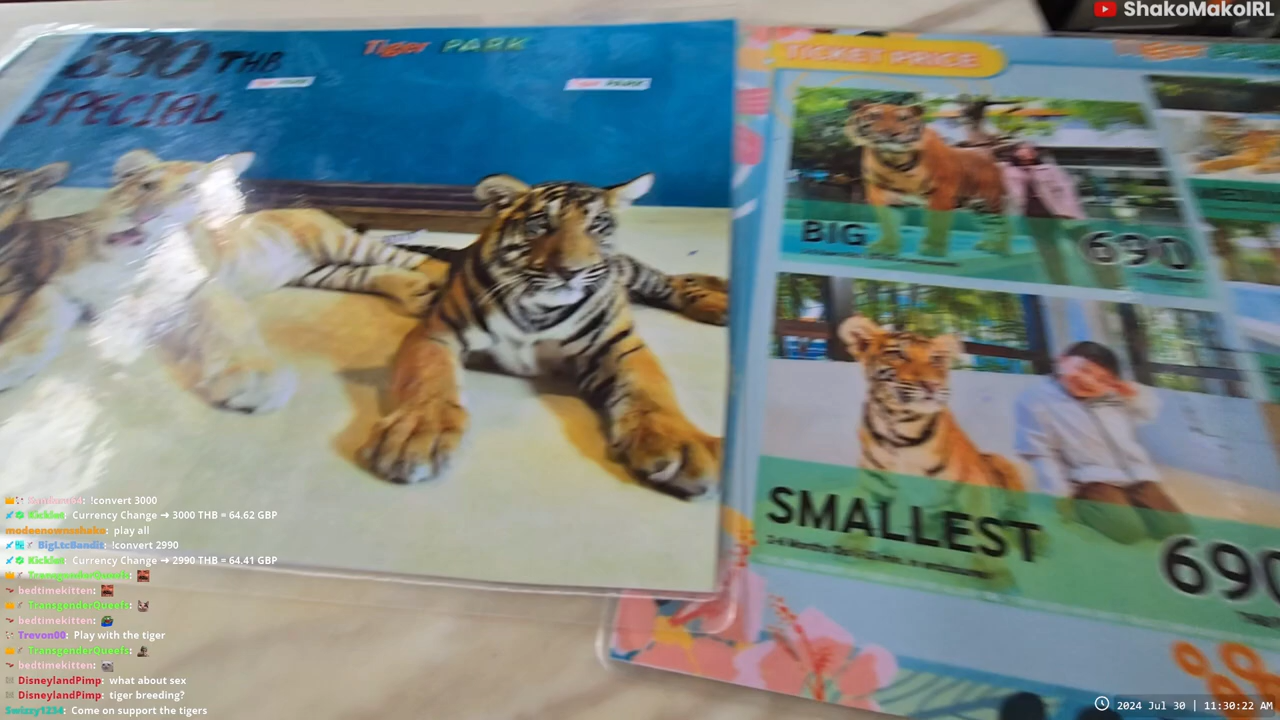 ShakoMakoIRL
890 THB
SPECIAL
Tiger PARK
TICKET PRICE
BIG
690
SMALLEST
690
!convert 3000
KickBot: Currency Change → 3000 THB = 64.62 GBP
modeenownsshako: play all
BigLtcBandit: !convert 2990
KickBot: Currency Change → 2990 THB = 64.41 GBP
TransgenderQueefs:
bedtimekitten:
TransgenderQueefs:
bedtimekitten:
Trevon00: Play with the tiger
TransgenderQueefs:
bedtimekitten:
DisneylandPimp: what about sex
DisneylandPimp: tiger breeding?
Swizzy1234: Come on support the tigers
2024 Jul 30 | 11:30:22 AM